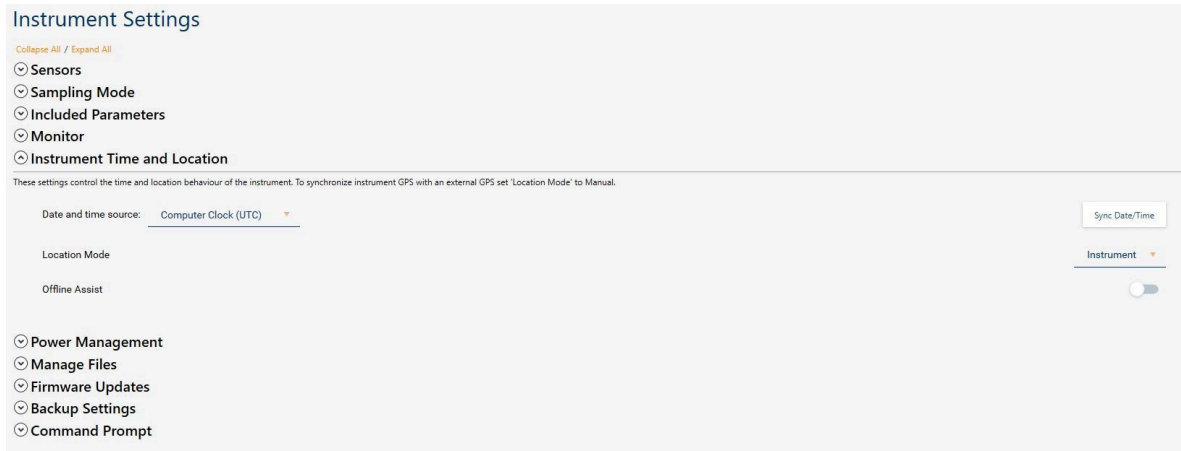 Instrument Settings
Collapse All / Expand All
Sensors
Sampling Mode
Included Parameters
Monitor
Instrument Time and Location
These settings control the time and location behaviour of the instrument. To synchronize instrument GPS with an external GPS set 'Location Mode' to Manual.
Date and time source: Computer Clock (UTC) Sync Date/Time
Location Mode Instrument
Offline Assist
Power Management
Manage Files
Firmware Updates
Backup Settings
Command Prompt